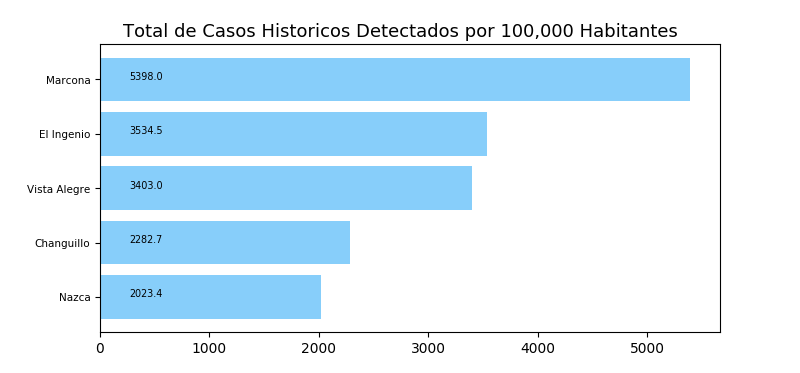 Total de Casos Historicos Detectados por 100,000 Habitantes
Marcona 5398.0
El Ingenio 3534.5
Vista Alegre 3403.0
Changuillo 2282.7
Nazca 2023.4
0 1000 2000 3000 4000 5000